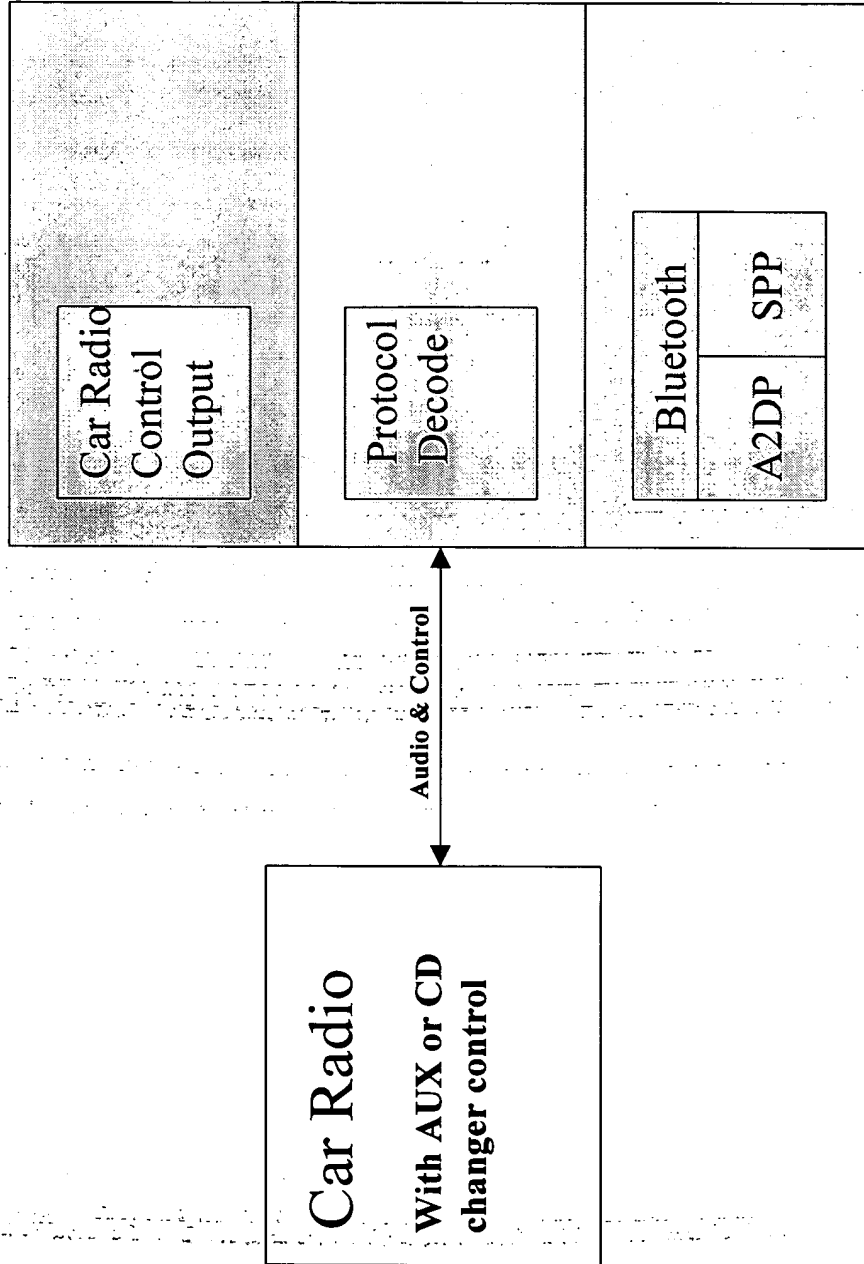 Car Radio
With AUX or CD
changer control
Audio & Control
Car Radio
Control
Output
Protocol
Decode
Bluetooth
A2DP
SPP